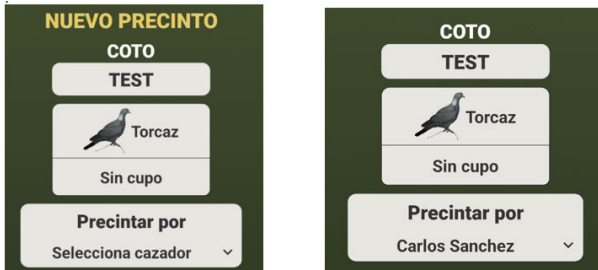 NUEVO PRECINTO
COTO
TEST
Torcaz
Sin cupo
Precintar por
Selecciona cazador
COTO
TEST
Torcaz
Sin cupo
Precintar por
Carlos Sanchez